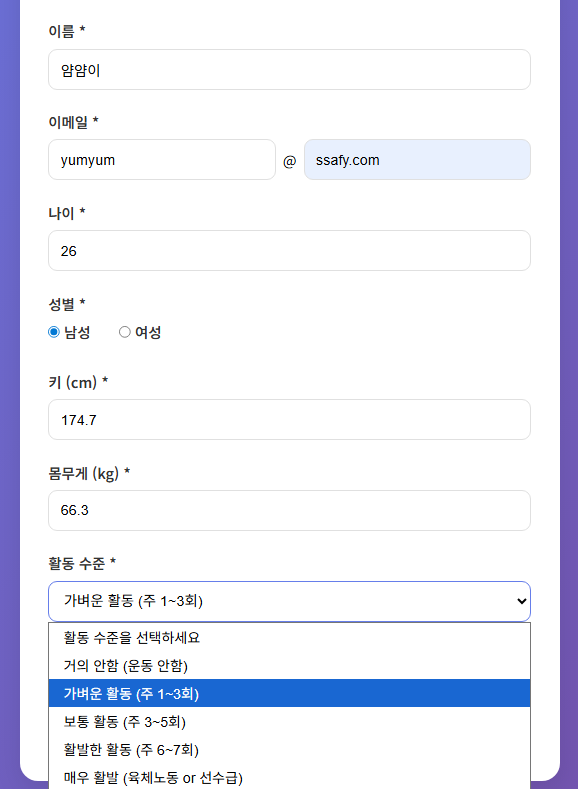 이름 *
얌얌이
이메일 *
yumyum @ ssafy.com
나이 *
26
성별 *
남성 여성
키 (cm) *
174.7
몸무게 (kg) *
66.3
활동 수준 *
가벼운 활동 (주 1~3회)
활동 수준을 선택하세요
거의 안함 (운동 안함)
가벼운 활동 (주 1~3회)
보통 활동 (주 3~5회)
활발한 활동 (주 6~7회)
매우 활발 (육체노동 or 선수급)